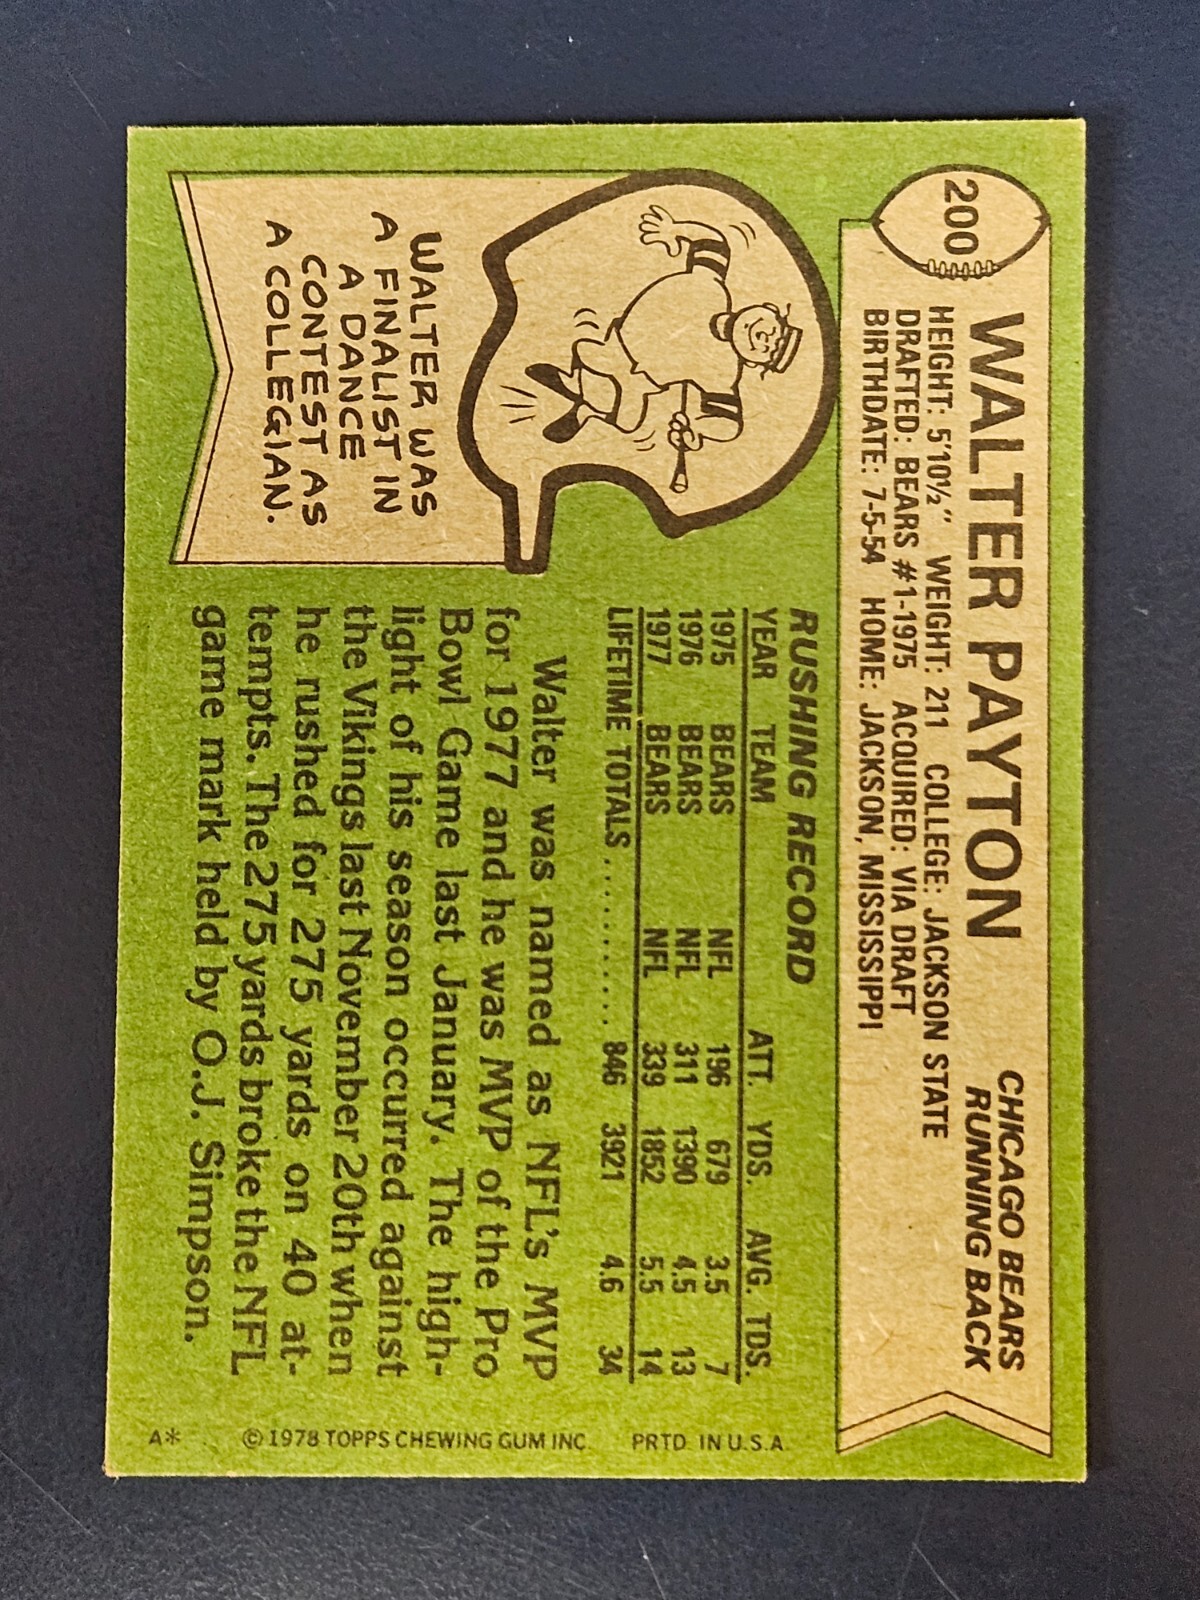 200
WALTER PAYTON
CHICAGO BEARS
RUNNING BACK
HEIGHT: 5'10½" WEIGHT: 211 COLLEGE: JACKSON STATE
DRAFTED: BEARS #1-1975 ACQUIRED: VIA DRAFT
BIRTHDATE: 7-5-54 HOME: JACKSON, MISSISSIPPI
WALTER WAS
A FINALIST IN
A DANCE
CONTEST AS
A COLLEGIAN.
RUSHING RECORD
YEAR TEAM ATT. YDS. AVG. TDS.
1975 BEARS NFL 196 679 3.5 7
1976 BEARS NFL 311 1390 4.5 13
1977 BEARS NFL 339 1852 5.5 14
LIFETIME TOTALS .............. 846 3921 4.6 34
Walter was named as NFL's MVP
for 1977 and he was MVP of the Pro
Bowl Game last January. The high-
light of his season occurred against
the Vikings last November 20th when
he rushed for 275 yards on 40 at-
tempts. The 275 yards broke the NFL
game mark held by O.J. Simpson.
A* © 1978 TOPPS CHEWING GUM INC. PRTD. IN U.S.A.